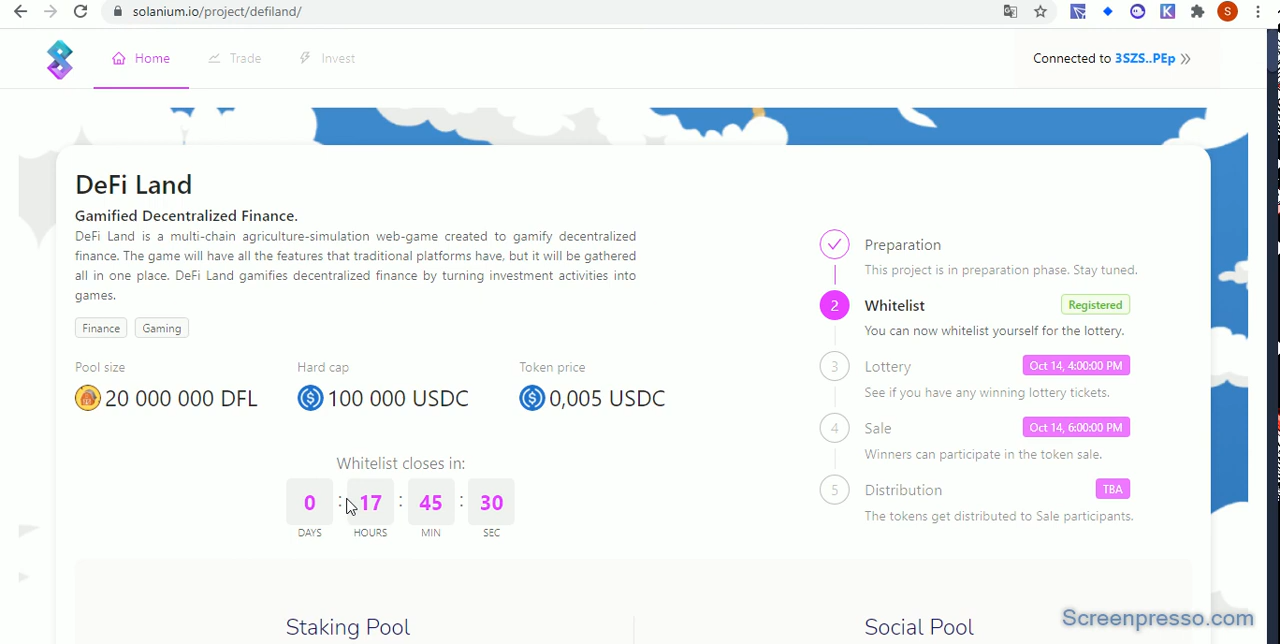 solanium.io/project/defiland/
S
K
Home
Trade
Invest
Connected to 3SZS..PEp »
DeFi Land
Gamified Decentralized Finance.
DeFi Land is a multi-chain agriculture-simulation web-game created to gamify decentralized
finance. The game will have all the features that traditional platforms have, but it will be gathered
all in one place. DeFi Land gamifies decentralized finance by turning investment activities into
games.
Finance
Gaming
Pool size
Hard cap
Token price
20 000 000 DFL
100 000 USDC
0,005 USDC
Whitelist closes in:
0 : 17 : 45 : 30
DAYS HOURS MIN SEC
Preparation
This project is in preparation phase. Stay tuned.
2
Whitelist
Registered
You can now whitelist yourself for the lottery.
3
Lottery
Oct 14, 4:00:00 PM
See if you have any winning lottery tickets.
4
Sale
Oct 14, 6:00:00 PM
Winners can participate in the token sale.
5
Distribution
TBA
The tokens get distributed to Sale participants.
Staking Pool
Social Pool
Screenpresso.com